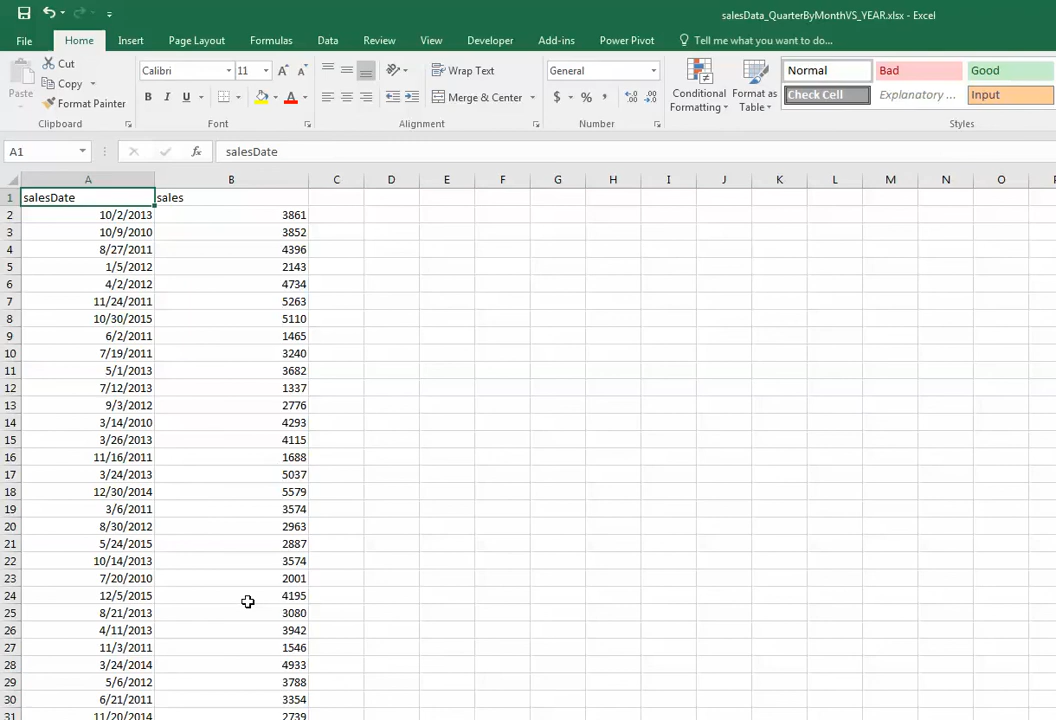 salesData_QuarterByMonthVS_YEAR.xlsx - Excel
File Home Insert Page Layout Formulas Data Review View Developer Add-ins Power Pivot Tell me what you want to do...
Paste
Cut
Copy
Format Painter
Clipboard
Calibri 11
B I U
Font
Wrap Text
Merge & Center
Alignment
General
$ % ,
Number
Conditional Formatting
Format as Table
Normal Bad Good
Check Cell Explanatory ... Input
Styles
A1 fx salesDate
A B C D E F G H I J K L M N O
1 salesDate sales
2 10/2/2013 3861
3 10/9/2010 3852
4 8/27/2011 4396
5 1/5/2012 2143
6 4/2/2012 4734
7 11/24/2011 5263
8 10/30/2015 5110
9 6/2/2011 1465
10 7/19/2011 3240
11 5/1/2013 3682
12 7/12/2013 1337
13 9/3/2012 2776
14 3/14/2010 4293
15 3/26/2013 4115
16 11/16/2011 1688
17 3/24/2013 5037
18 12/30/2014 5579
19 3/6/2011 3574
20 8/30/2012 2963
21 5/24/2015 2887
22 10/14/2013 3574
23 7/20/2010 2001
24 12/5/2015 4195
25 8/21/2013 3080
26 4/11/2013 3942
27 11/3/2011 1546
28 3/24/2014 4933
29 5/6/2012 3788
30 6/21/2011 3354
31 11/20/2014 2739